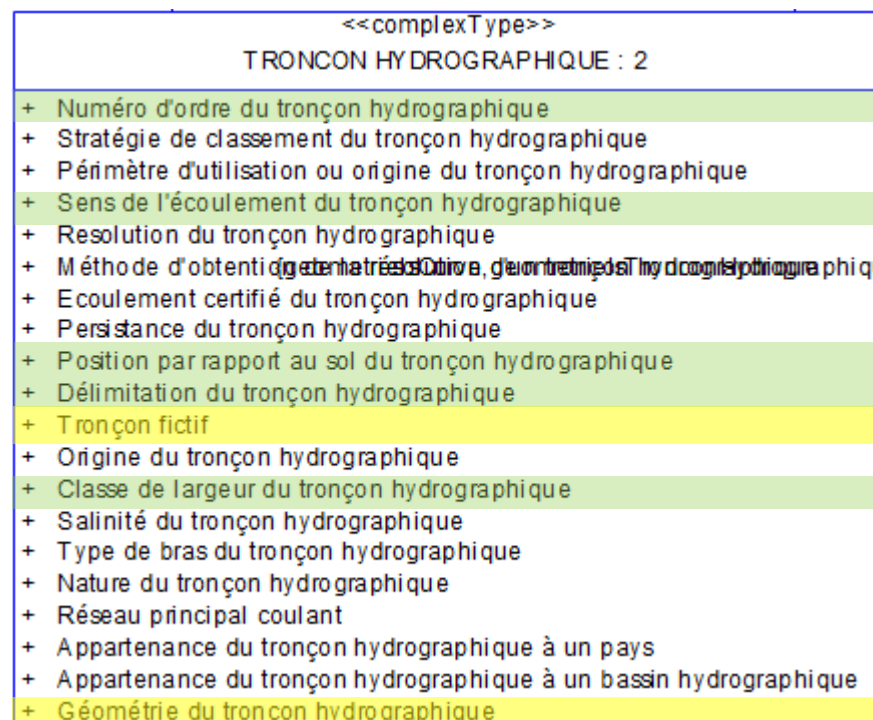 <<complexType>>
TRONCON HYDROGRAPHIQUE : 2
+ Numéro d'ordre du tronçon hydrographique
+ Stratégie de classement du tronçon hydrographique
+ Périmètre d'utilisation ou origine du tronçon hydrographique
+ Sens de l'écoulement du tronçon hydrographique
+ Resolution du tronçon hydrographique
+ Méthode d'obtention
+ Ecoulement certifié du tronçon hydrographique
+ Persistance du tronçon hydrographique
+ Position par rapport au sol du tronçon hydrographique
+ Délimitation du tronçon hydrographique
+ Tronçon fictif
+ Origine du tronçon hydrographique
+ Classe de largeur du tronçon hydrographique
+ Salinité du tronçon hydrographique
+ Type de bras du tronçon hydrographique
+ Nature du tronçon hydrographique
+ Réseau principal coulant
+ Appartenance du tronçon hydrographique à un pays
+ Appartenance du tronçon hydrographique à un bassin hydrographique
+ Géométrie du tronçon hydrographique